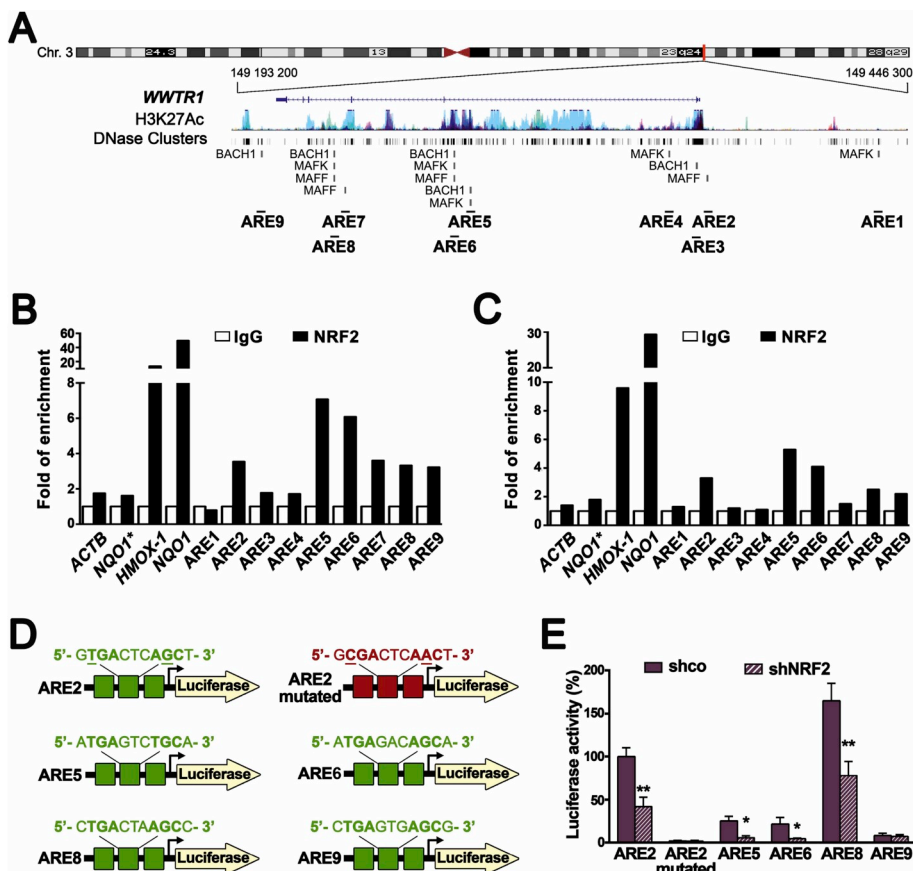 A
Chr. 3
24.3
13
23
q24
28
q29
149 193 200
149 446 300
WWTR1
H3K27Ac
DNase Clusters
BACH1
BACH1
BACH1
MAFK
MAFK
MAFK
MAFK
BACH1
MAFF
MAFF
MAFF
MAFF
BACH1
MAFK
ARE9
ARE7
ARE5
ARE4
ARE2
ARE1
ARE8
ARE6
ARE3
B
Fold of enrichment
60
40
20
8
4
2
0
IgG
NRF2
ACTB
NQO1*
HMOX-1
NQO1
ARE1
ARE2
ARE3
ARE4
ARE5
ARE6
ARE7
ARE8
ARE9
C
Fold of enrichment
30
20
10
8
6
4
2
0
IgG
NRF2
ACTB
NQO1*
HMOX-1
NQO1
ARE1
ARE2
ARE3
ARE4
ARE5
ARE6
ARE7
ARE8
ARE9
D
5'- GTGACTCAGCT- 3'
ARE2
Luciferase
5'- GCGACTCAACT- 3'
ARE2
mutated
Luciferase
5'- ATGAGTCTGCA- 3'
ARE5
Luciferase
5'- ATGAGACAGCA- 3'
ARE6
Luciferase
5'- CTGACTAAGCC- 3'
ARE8
Luciferase
5'- CTGAGTGAGCG- 3'
ARE9
Luciferase
E
Luciferase activity (%)
200
150
100
50
0
shco
shNRF2
**
*
*
**
ARE2
ARE2
mutated
ARE5
ARE6
ARE8
ARE9